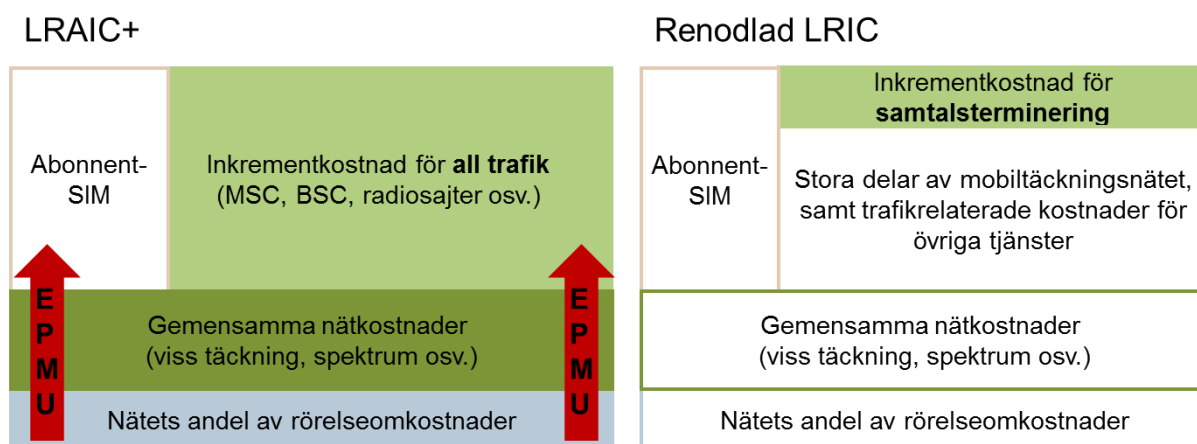 LRAIC+
Abonnent-
SIM
Inkrementkostnad för all trafik
(MSC, BSC, radiosajter osv.)
E
P
M
U
E
P
M
U
Gemensamma nätkostnader
(viss täckning, spektrum osv.)
Nätets andel av rörelseomkostnader
Renodlad LRIC
Abonnent-
SIM
Inkrementkostnad för
samtalsterminering
Stora delar av mobiltäckningsnätet,
samt trafikrelaterade kostnader för
övriga tjänster
Gemensamma nätkostnader
(viss täckning, spektrum osv.)
Nätets andel av rörelseomkostnader